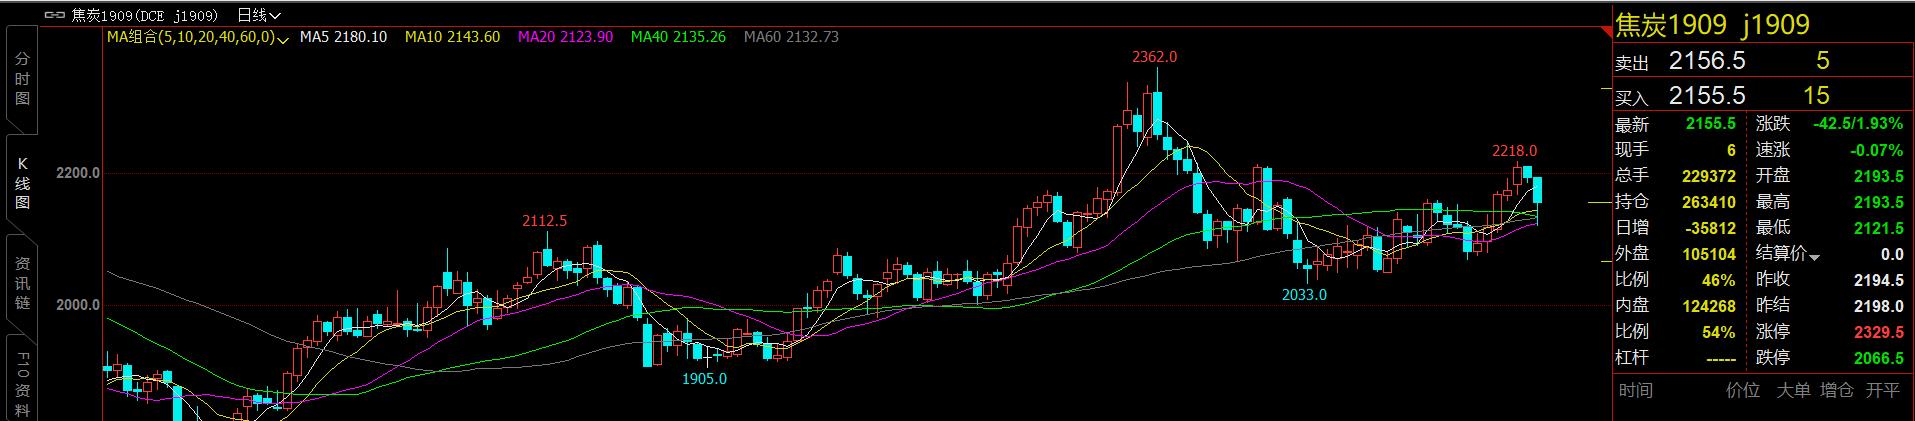 焦炭1909(DCE j1909) 日线
MA组合(5,10,20,40,60,0) MA5 2180.10 MA10 2143.60 MA20 2123.90 MA40 2135.26 MA60 2132.73
分时图
K线图
资讯链
F10资料
2200.0
2000.0
2362.0
2218.0
2112.5
2033.0
1905.0
焦炭1909 j1909
卖出 2156.5 5
买入 2155.5 15
最新 2155.5 涨跌 -42.5/1.93%
现手 6 速涨 -0.07%
总手 229372 开盘 2193.5
持仓 263410 最高 2193.5
日增 -35812 最低 2121.5
外盘 105104 结算价 0.0
比例 46% 昨收 2194.5
内盘 124268 昨结 2198.0
比例 54% 涨停 2329.5
杠杆 ----- 跌停 2066.5
时间 价位 大单 增仓 开平